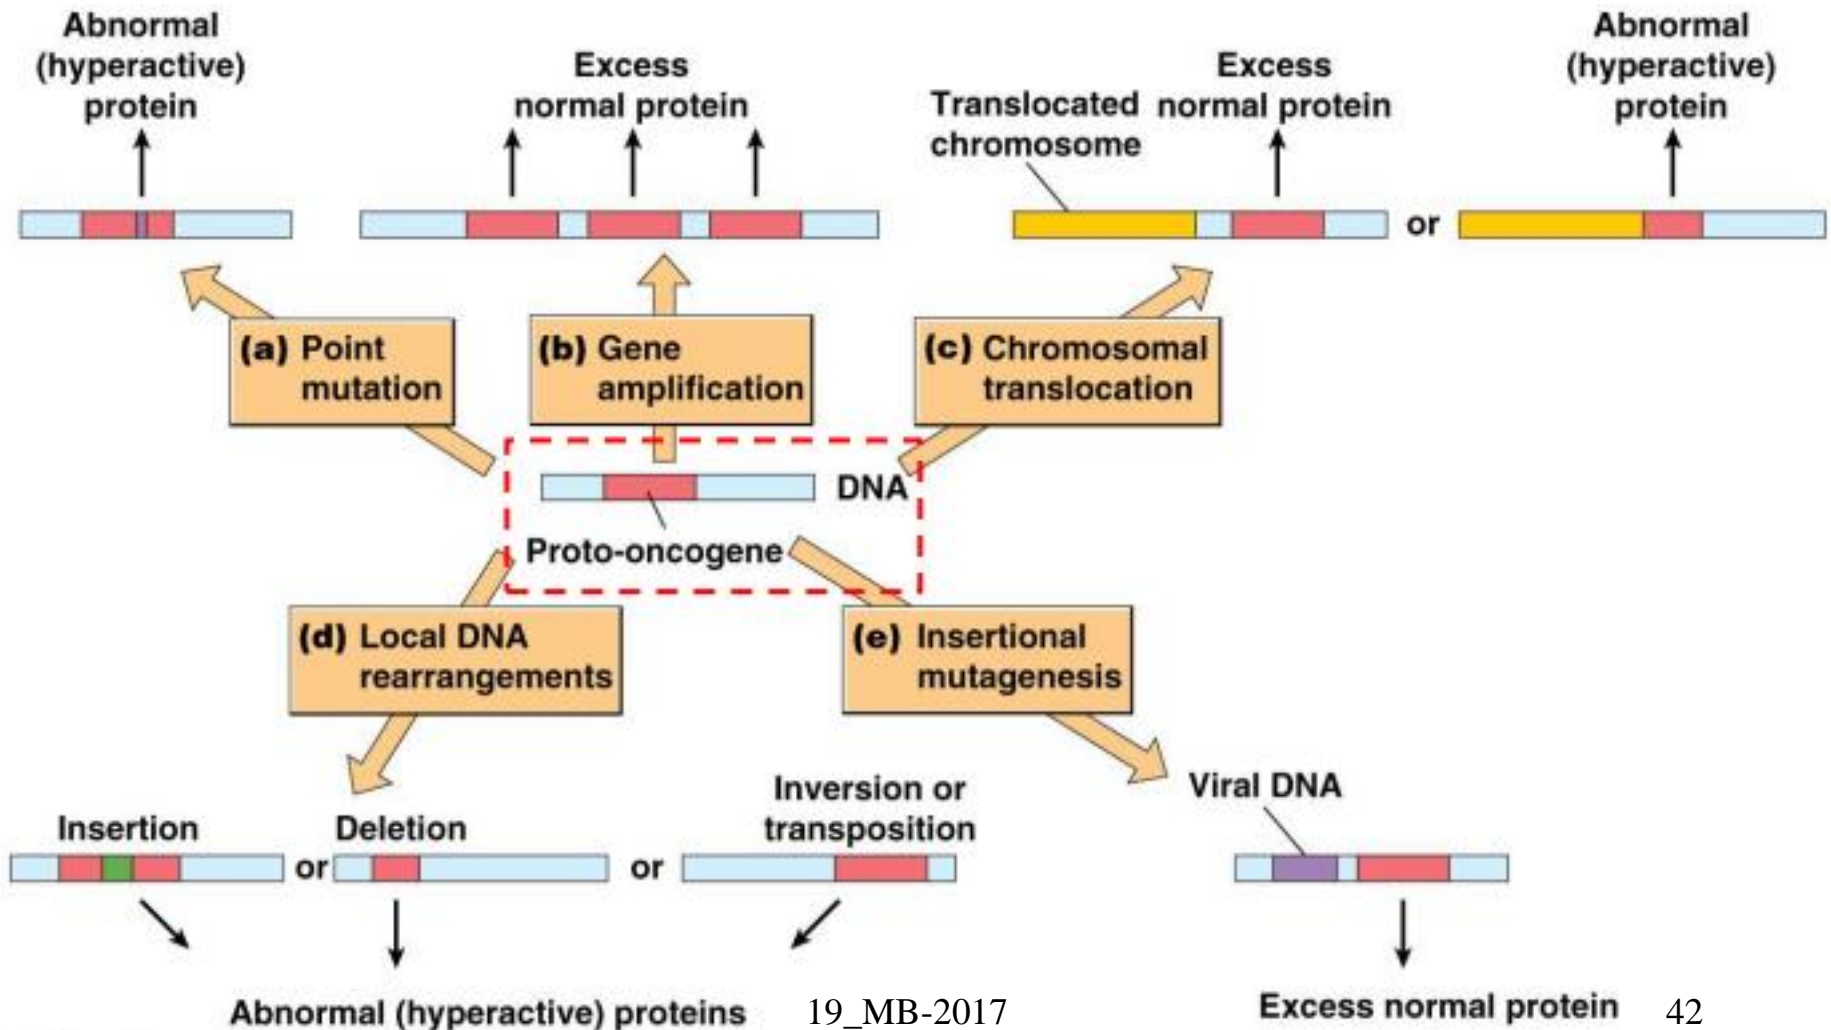 Abnormal
(hyperactive)
protein
Excess
normal protein
Translocated
chromosome
Excess
normal protein
Abnormal
(hyperactive)
protein
or
(a) Point
mutation
(b) Gene
amplification
(c) Chromosomal
translocation
DNA
Proto-oncogene
(d) Local DNA
rearrangements
(e) Insertional
mutagenesis
Insertion
or
Deletion
or
Inversion or
transposition
Viral DNA
Abnormal (hyperactive) proteins
19_MB-2017
Excess normal protein
42